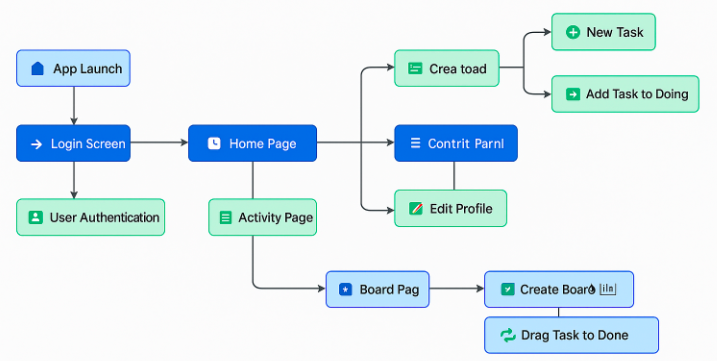 New Task
App Launch
Crea toad
Add Task to Doing
Login Screen
Home Page
Contrit Parnl
User Authentication
Activity Page
Edit Profile
Board Pag
Create Board
Drag Task to Done